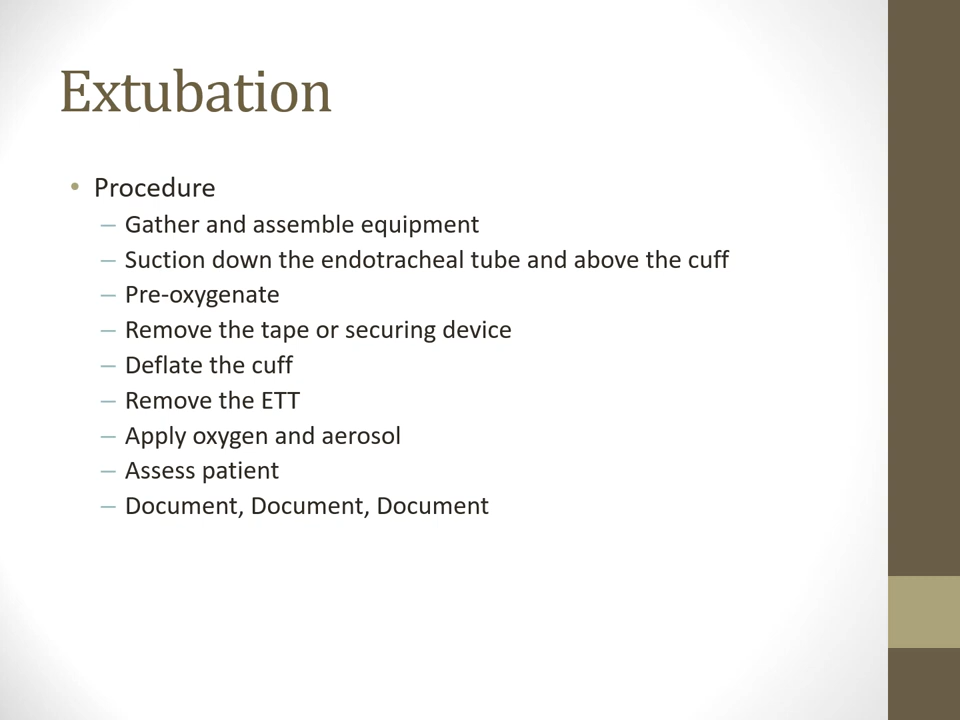 Extubation
• Procedure
– Gather and assemble equipment
– Suction down the endotracheal tube and above the cuff
– Pre-oxygenate
– Remove the tape or securing device
– Deflate the cuff
– Remove the ETT
– Apply oxygen and aerosol
– Assess patient
– Document, Document, Document